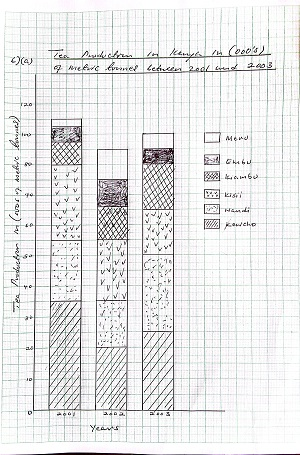 6)(a) Tea Production in Kenya in (000's)
of metric tonnes between 2001 and 2003
Tea Production in (000's of metric tonnes)
120
90
80
70
60
50
40
30
20
10
0
Meru
Embu
Kiambu
Kisii
Nandi
Kericho
2001 2002 2003
Years